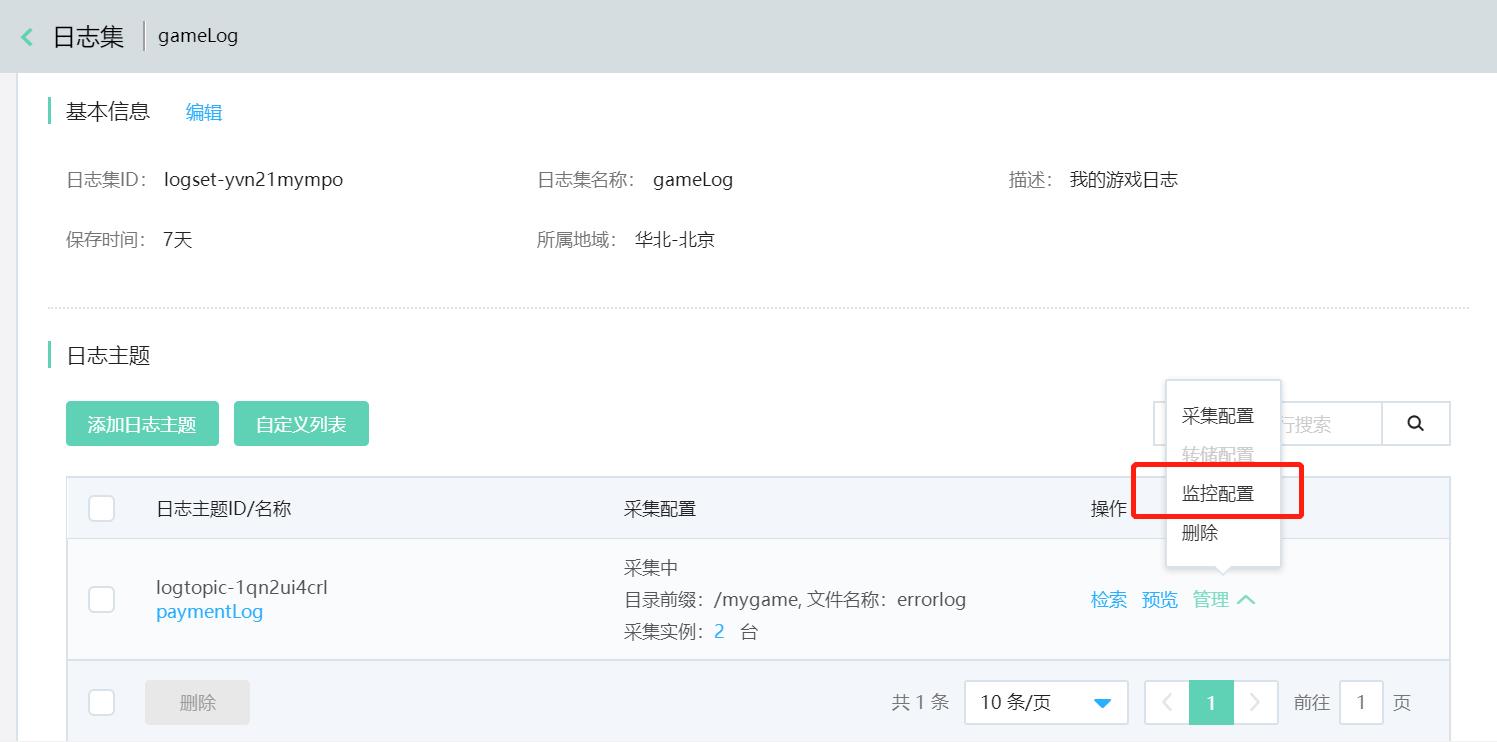 日志集 gameLog
基本信息 编辑
日志集ID： logset-yvn21mympo 日志集名称： gameLog 描述： 我的游戏日志
保存时间： 7天 所属地域： 华北-北京
日志主题
采集配置
添加日志主题 自定义列表 行搜索
转储配置
监控配置
日志主题ID/名称 采集配置 操作
删除
采集中
logtopic-1qn2ui4crl
目录前缀：/mygame, 文件名称：errorlog 检索 预览 管理
paymentLog
采集实例：2 台
删除 共 1 条 10 条/页 1 前往 1 页